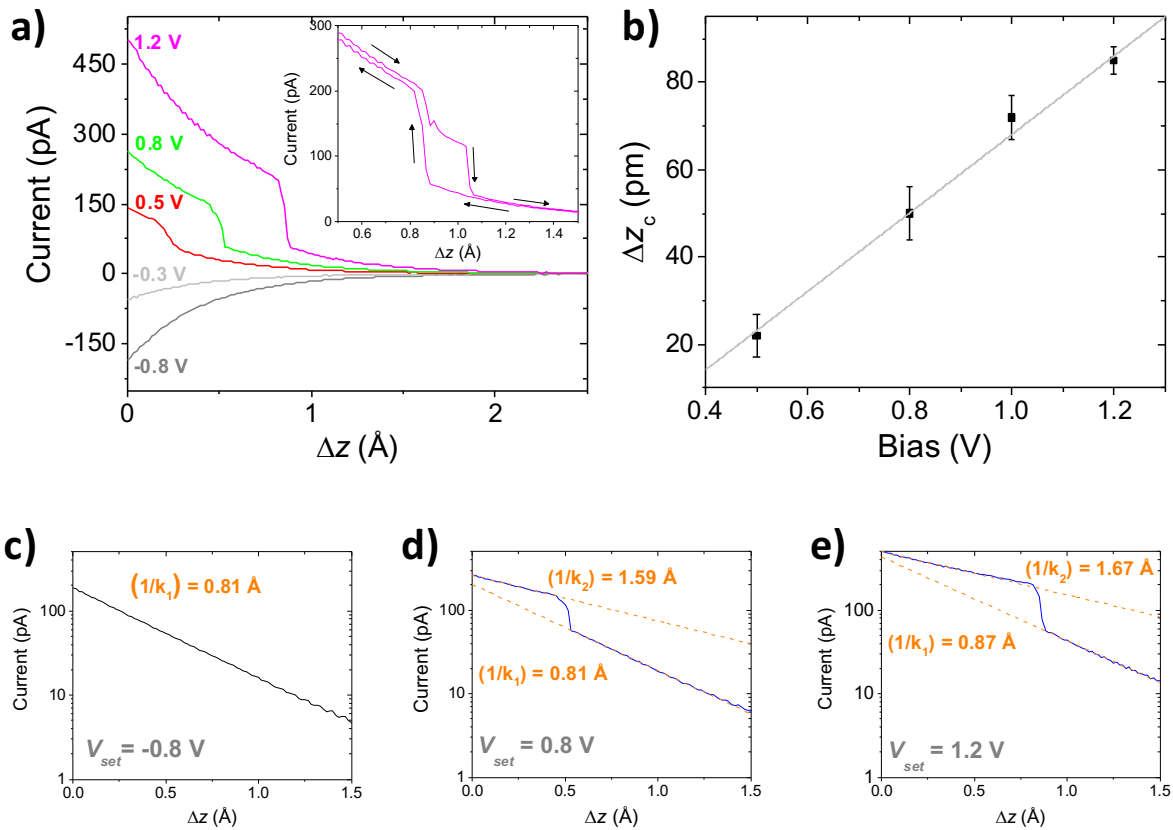 a)
1.2 V
0.8 V
0.5 V
-0.3 V
-0.8 V
450
300
150
0
-150
Current (pA)
0
1
2
Δz (Å)
300
200
100
0
Current (pA)
0.6
0.8
1.0
1.2
1.4
Δz (Å)
b)
80
60
40
20
Δz_c (pm)
0.4
0.6
0.8
1.0
1.2
Bias (V)
c)
(1/k₁) = 0.81 Å
100
10
1
Current (pA)
V_set = -0.8 V
0.0
0.5
1.0
1.5
Δz (Å)
d)
(1/k₂) = 1.59 Å
(1/k₁) = 0.81 Å
100
10
1
Current (pA)
V_set = 0.8 V
0.0
0.5
1.0
1.5
Δz (Å)
e)
(1/k₂) = 1.67 Å
(1/k₁) = 0.87 Å
100
10
1
Current (pA)
V_set = 1.2 V
0.0
0.5
1.0
1.5
Δz (Å)